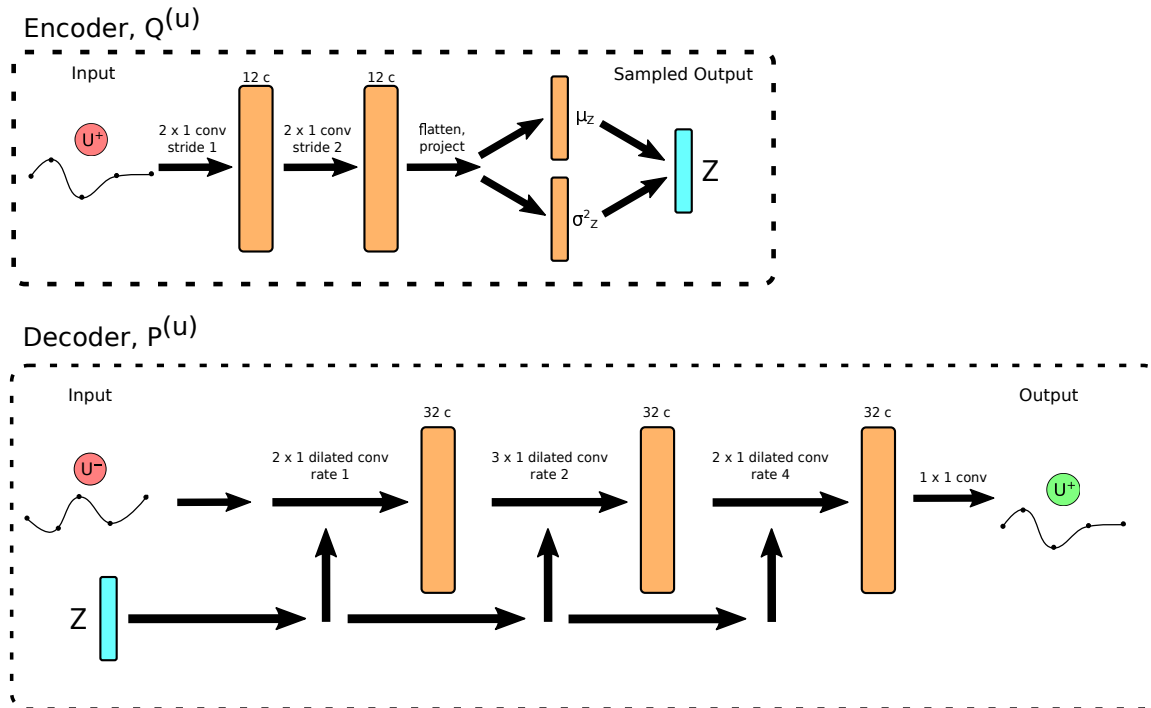 Encoder, Q(u)
Input
Sampled Output
U+
2 x 1 conv
stride 1
12 c
2 x 1 conv
stride 2
12 c
flatten,
project
μZ
σ2Z
Z
Decoder, P(u)
Input
Output
U−
2 x 1 dilated conv
rate 1
32 c
3 x 1 dilated conv
rate 2
32 c
2 x 1 dilated conv
rate 4
32 c
1 x 1 conv
U+
Z